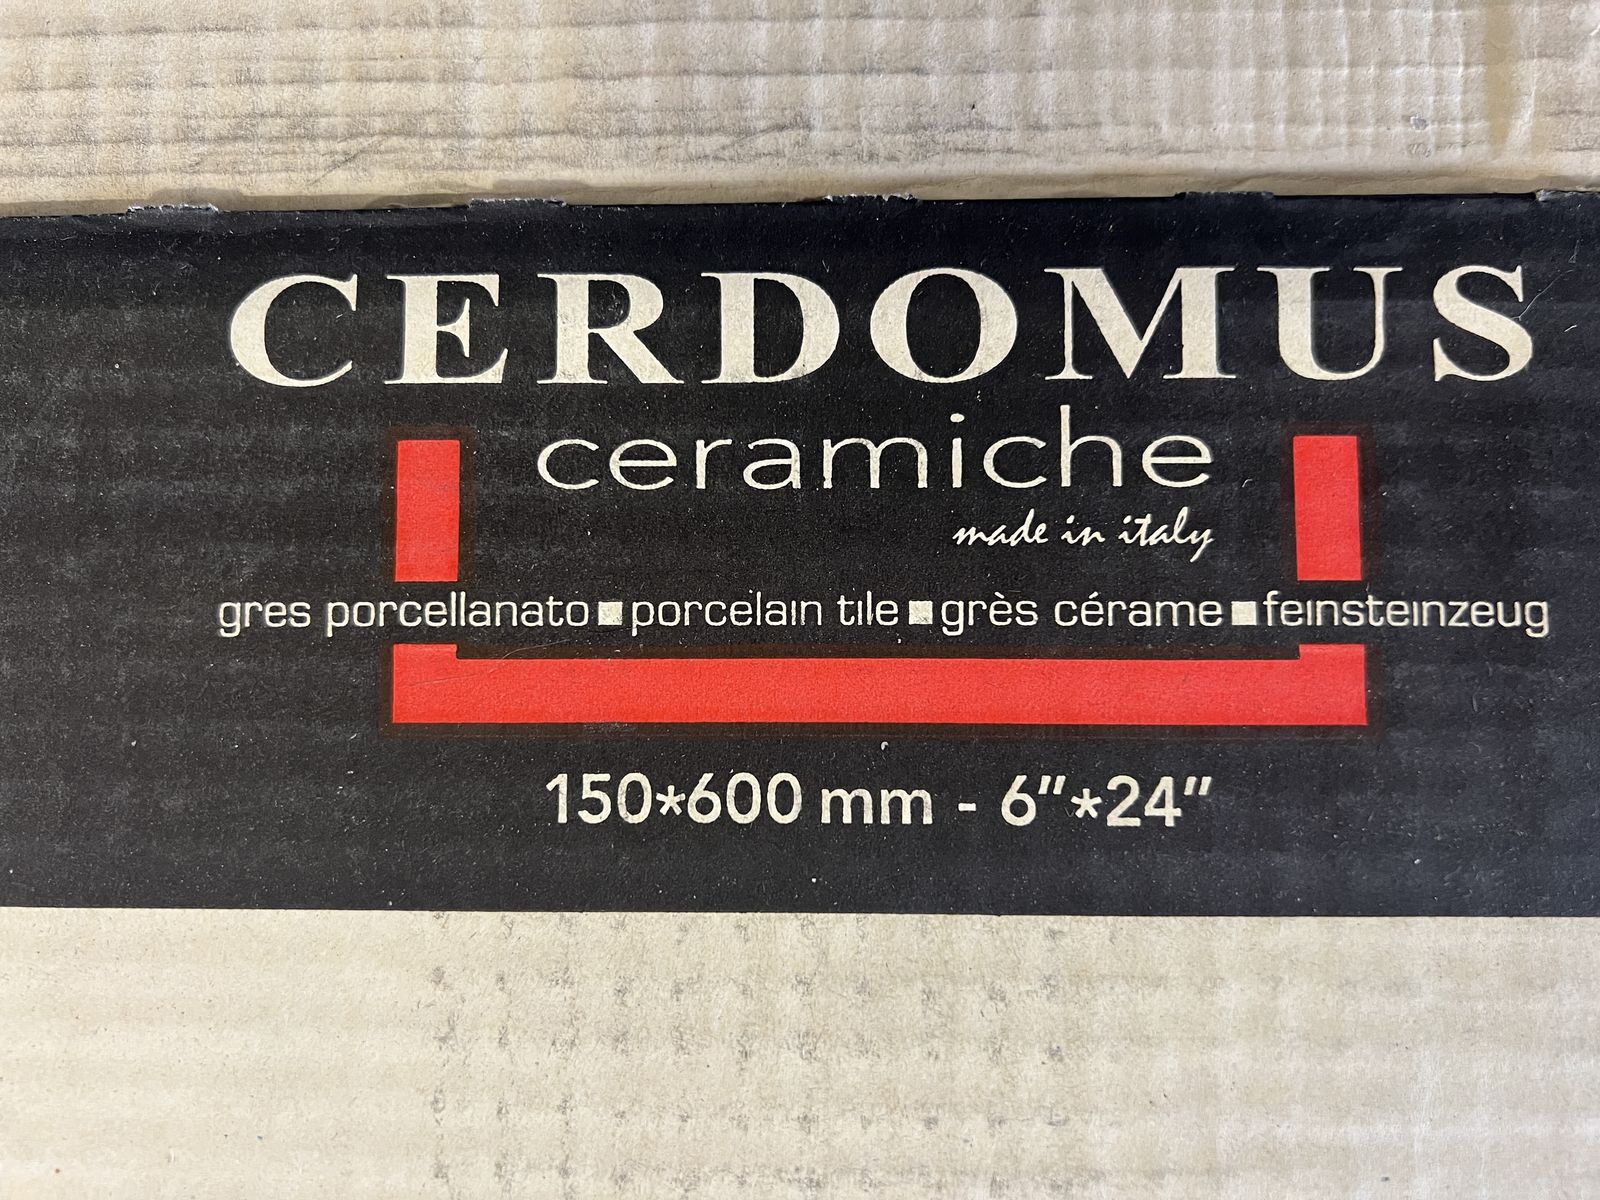 CERDOMUS
ceramiche
made in italy
gres porcellanato ■ porcelain tile ■ grès cérame ■ feinsteinzeug
150*600 mm - 6"*24"